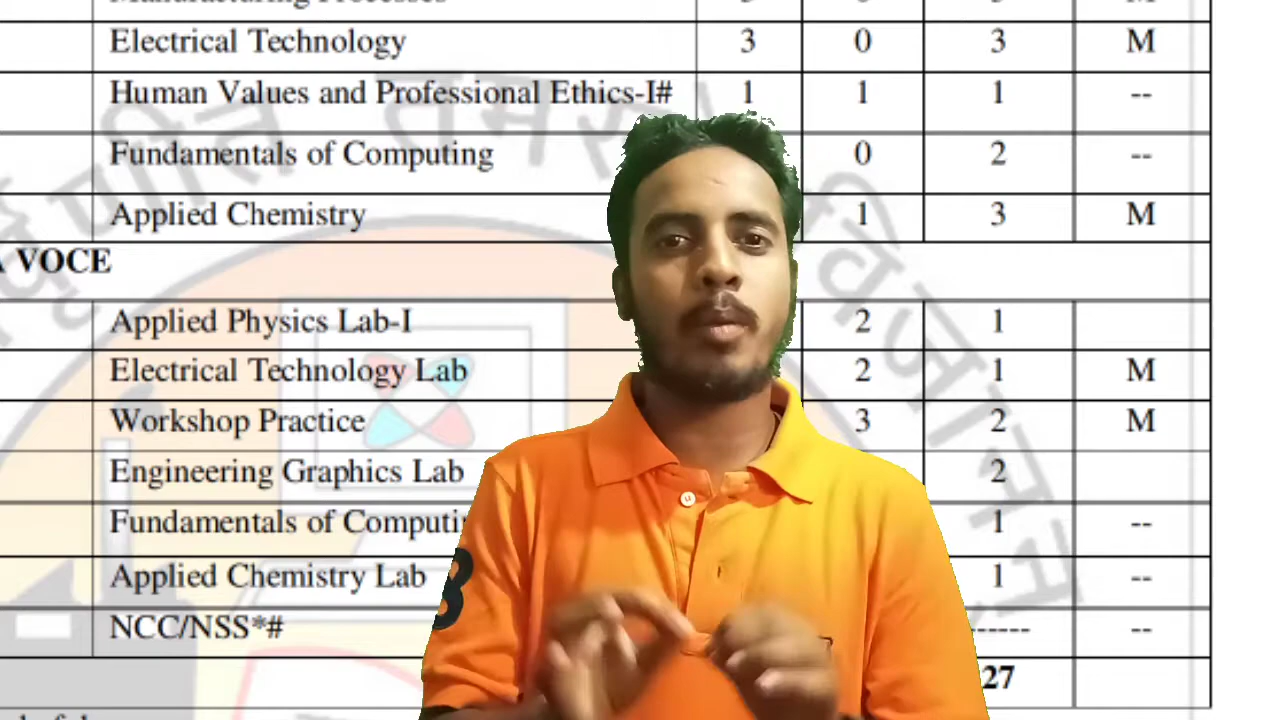 Manufacturing Processes
Electrical Technology 3 0 3 M
Human Values and Professional Ethics-I# 1 1 1 --
Fundamentals of Computing 0 2 --
Applied Chemistry 1 3 M
VOCE
Applied Physics Lab-I 2 1
Electrical Technology Lab 2 1 M
Workshop Practice 3 2 M
Engineering Graphics Lab 2
Fundamentals of 1 --
Applied Chemistry Lab 1 --
NCC/NSS*# ------ --
27